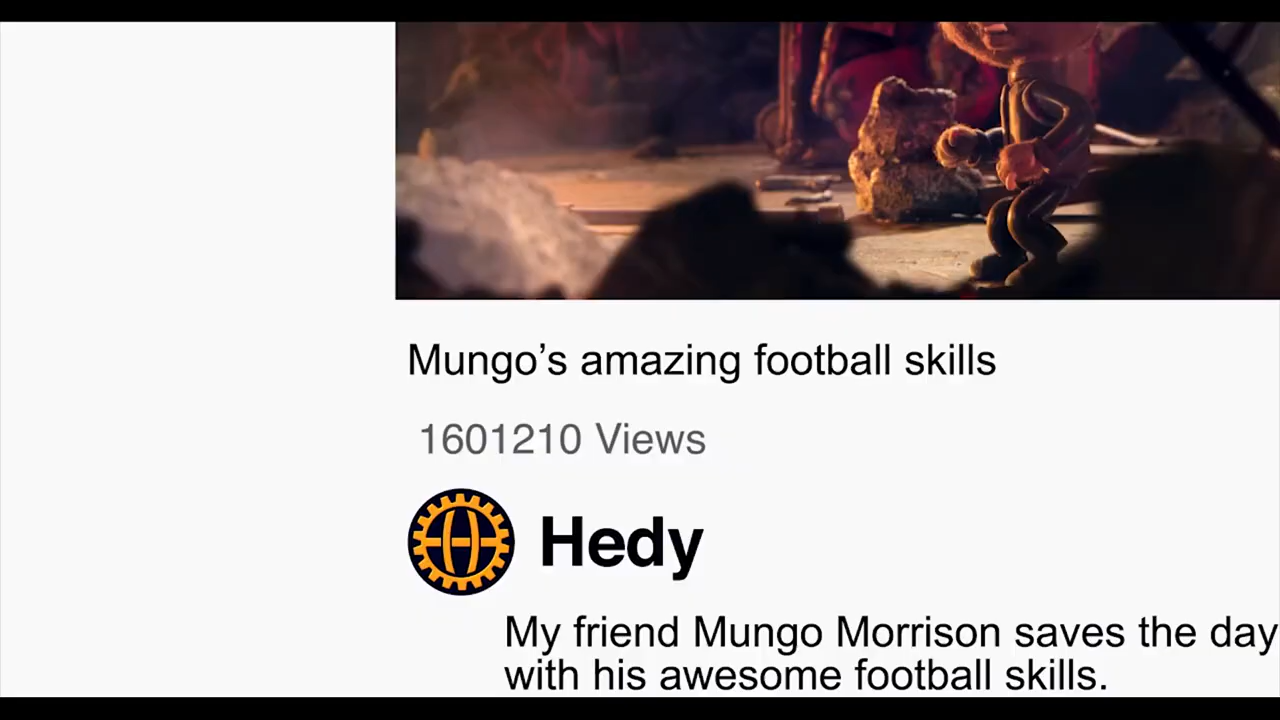 Mungo’s amazing football skills
1601210 Views
Hedy
My friend Mungo Morrison saves the day
with his awesome football skills.